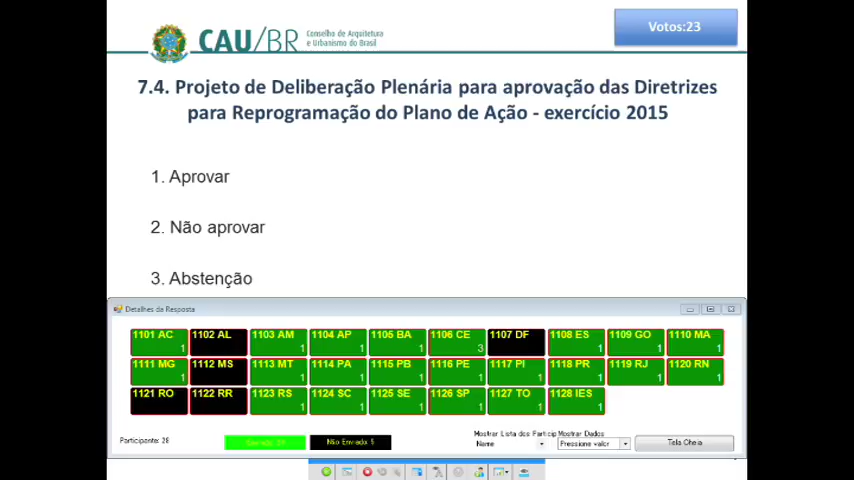 CAU/BR Conselho de Arquitetura
e Urbanismo do Brasil
Votos:23
7.4. Projeto de Deliberação Plenária para aprovação das Diretrizes
para Reprogramação do Plano de Ação - exercício 2015
1. Aprovar
2. Não aprovar
3. Abstenção
Detalhes da Resposta
1101 AC 1 1102 AL 1103 AM 1 1104 AP 1 1105 BA 1 1106 CE 3 1107 DF 1108 ES 1 1109 GO 1 1110 MA 1
1111 MG 1 1112 MS 1113 MT 1 1114 PA 1 1115 PB 1 1116 PE 1 1117 PI 1 1118 PR 1 1119 RJ 1 1120 RN 1
1121 RO 1122 RR 1123 RS 1 1124 SC 1 1125 SE 1 1126 SP 1 1127 TO 1 1128 IES 1
Participante: 28
Não Enviada 5
Mostrar Lista dos Particip Mostrar Dados
Name
Pressione valor
Tela Cheia